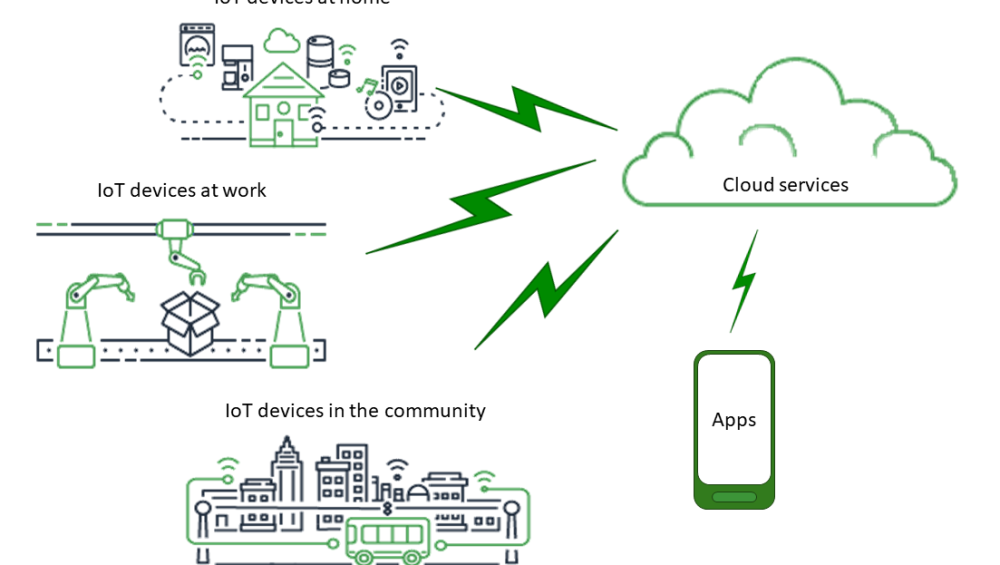 IoT devices at home
Cloud services
IoT devices at work
IoT devices in the community
Apps